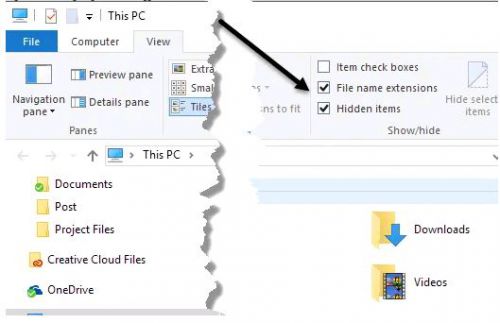 This PC
File Computer View
Preview pane
Details pane
Navigation pane
Panes
Extra
Smal
Tiles
s
ns to fit
Item check boxes
File name extensions
Hidden items
Hide select
items
Show/hide
This PC
Documents
Post
Project Files
Creative Cloud Files
OneDrive
Downloads
Videos